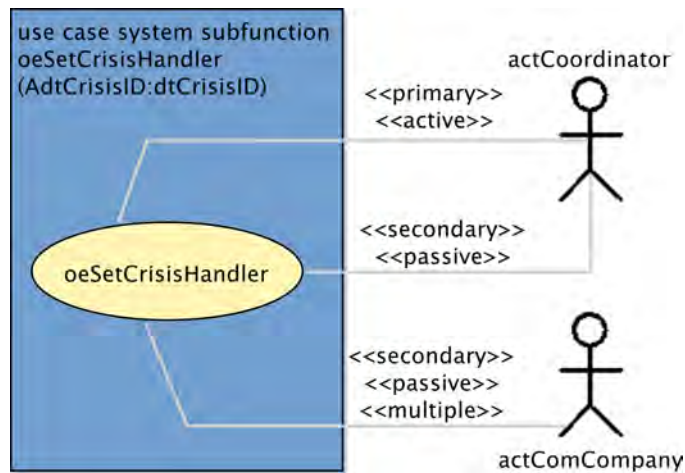 use case system subfunction
oeSetCrisisHandler
(AdtCrisisID:dtCrisisID)
actCoordinator
<<primary>>
<<active>>
<<secondary>>
<<passive>>
oeSetCrisisHandler
<<secondary>>
<<passive>>
<<multiple>>
actComCompany